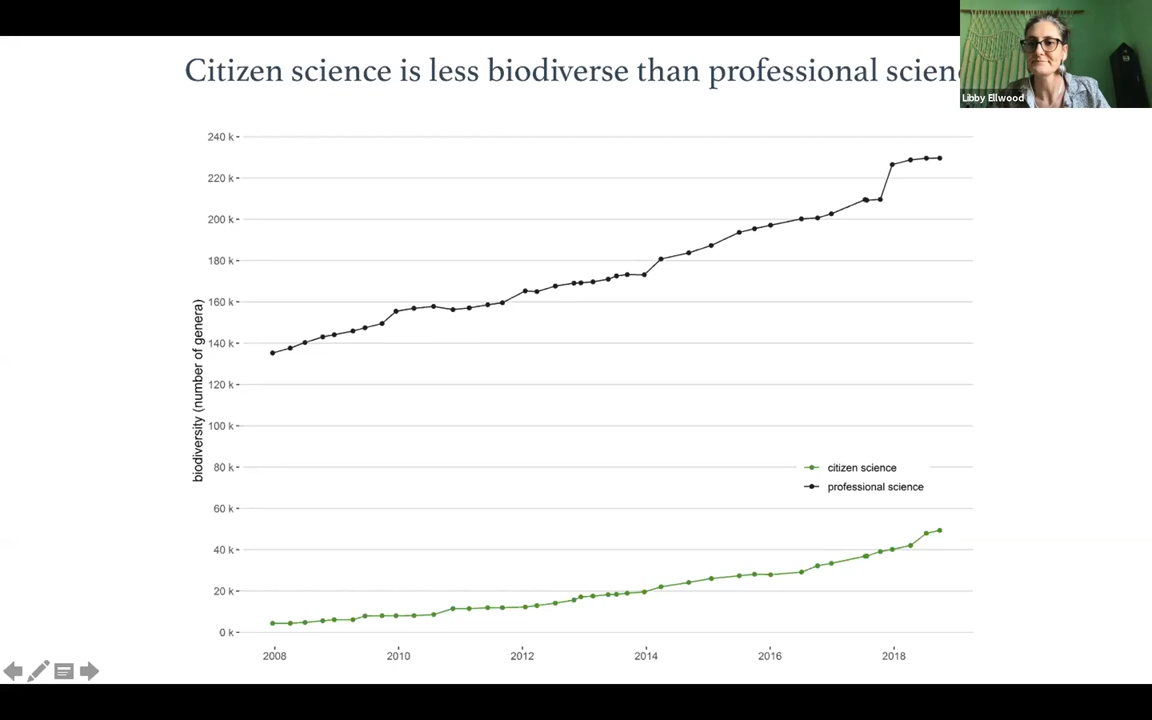 Citizen science is less biodiverse than professional scien
Libby Ellwood
240 k
220 k
200 k
180 k
160 k
140 k
120 k
100 k
80 k
60 k
40 k
20 k
0 k
biodiversity (number of genera)
citizen science
professional science
2008 2010 2012 2014 2016 2018